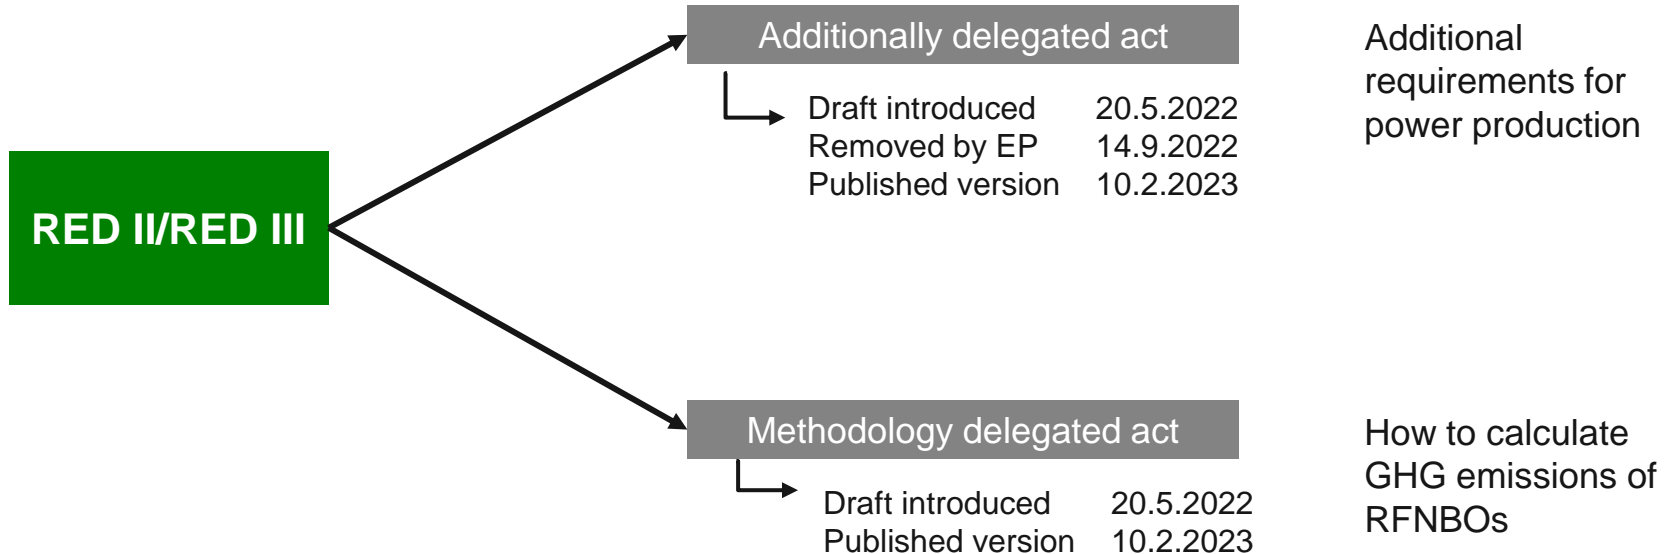 Additionally delegated act
Draft introduced 20.5.2022
Removed by EP 14.9.2022
Published version 10.2.2023
Additional
requirements for
power production
RED II/RED III
Methodology delegated act
Draft introduced 20.5.2022
Published version 10.2.2023
How to calculate
GHG emissions of
RFNBOs